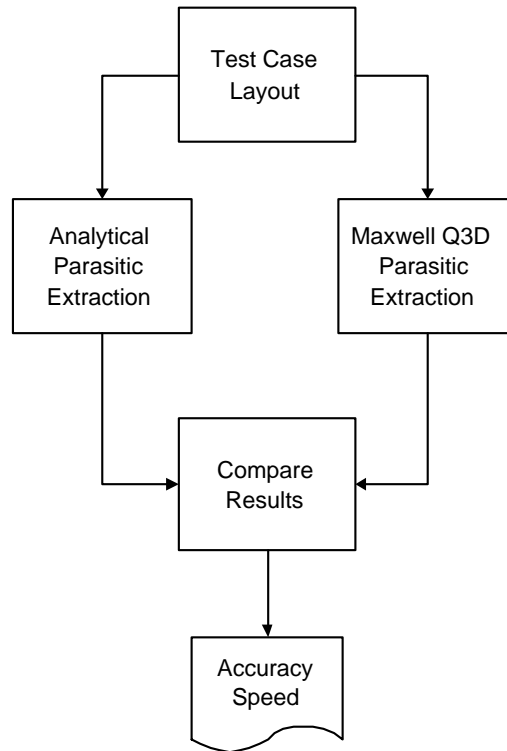 Test Case
Layout
Analytical
Parasitic
Extraction
Maxwell Q3D
Parasitic
Extraction
Compare
Results
Accuracy
Speed